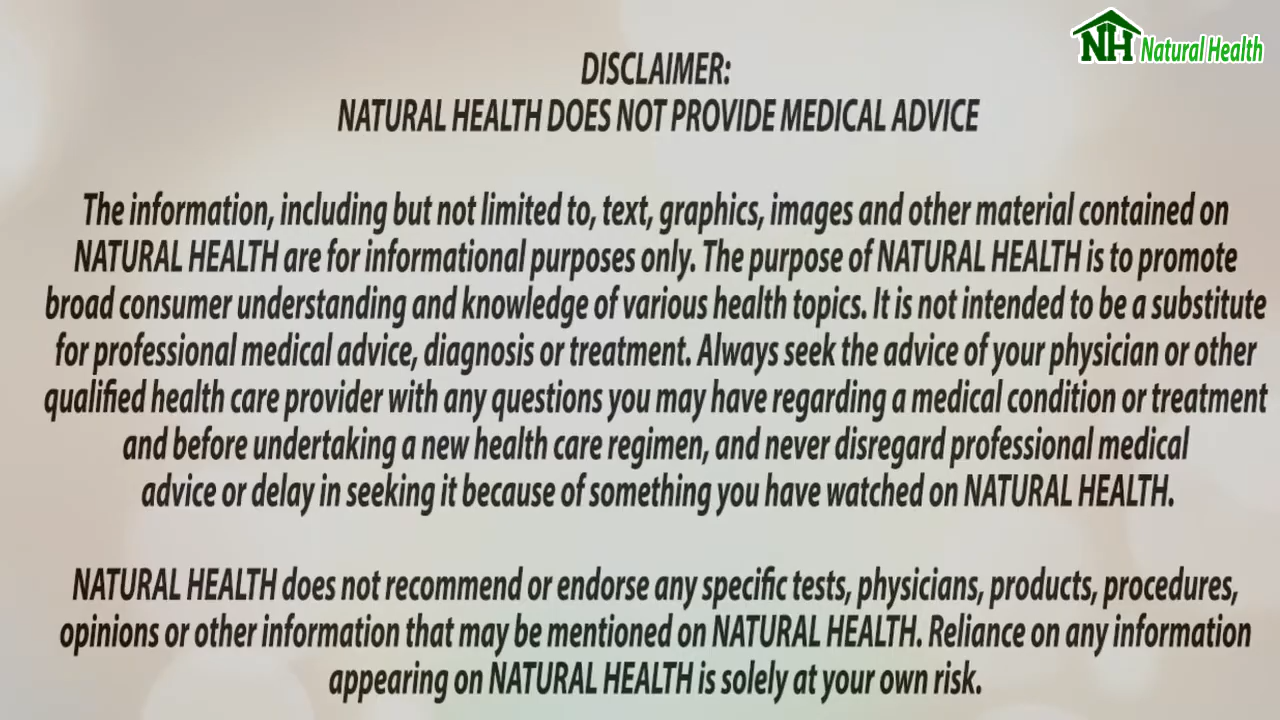 NH Natural Health
DISCLAIMER:
NATURAL HEALTH DOES NOT PROVIDE MEDICAL ADVICE
The information, including but not limited to, text, graphics, images and other material contained on
NATURAL HEALTH are for informational purposes only. The purpose of NATURAL HEALTH is to promote
broad consumer understanding and knowledge of various health topics. It is not intended to be a substitute
for professional medical advice, diagnosis or treatment. Always seek the advice of your physician or other
qualified health care provider with any questions you may have regarding a medical condition or treatment
and before undertaking a new health care regimen, and never disregard professional medical
advice or delay in seeking it because of something you have watched on NATURAL HEALTH.
NATURAL HEALTH does not recommend or endorse any specific tests, physicians, products, procedures,
opinions or other information that may be mentioned on NATURAL HEALTH. Reliance on any information
appearing on NATURAL HEALTH is solely at your own risk.